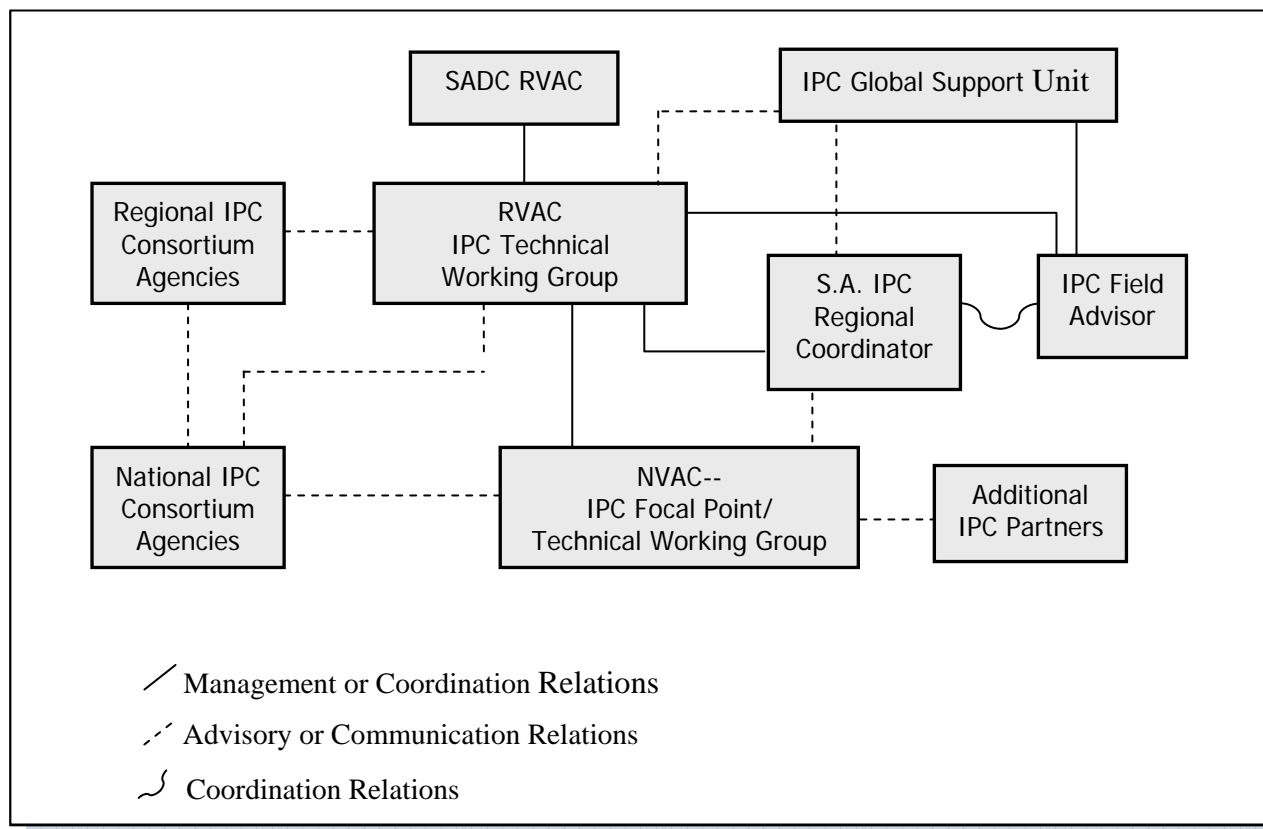 SADC RVAC
IPC Global Support Unit
Regional IPC
Consortium
Agencies
RVAC
IPC Technical
Working Group
S.A. IPC
Regional
Coordinator
IPC Field
Advisor
National IPC
Consortium
Agencies
NVAC--
IPC Focal Point/
Technical Working Group
Additional
IPC Partners
Management or Coordination Relations
Advisory or Communication Relations
Coordination Relations